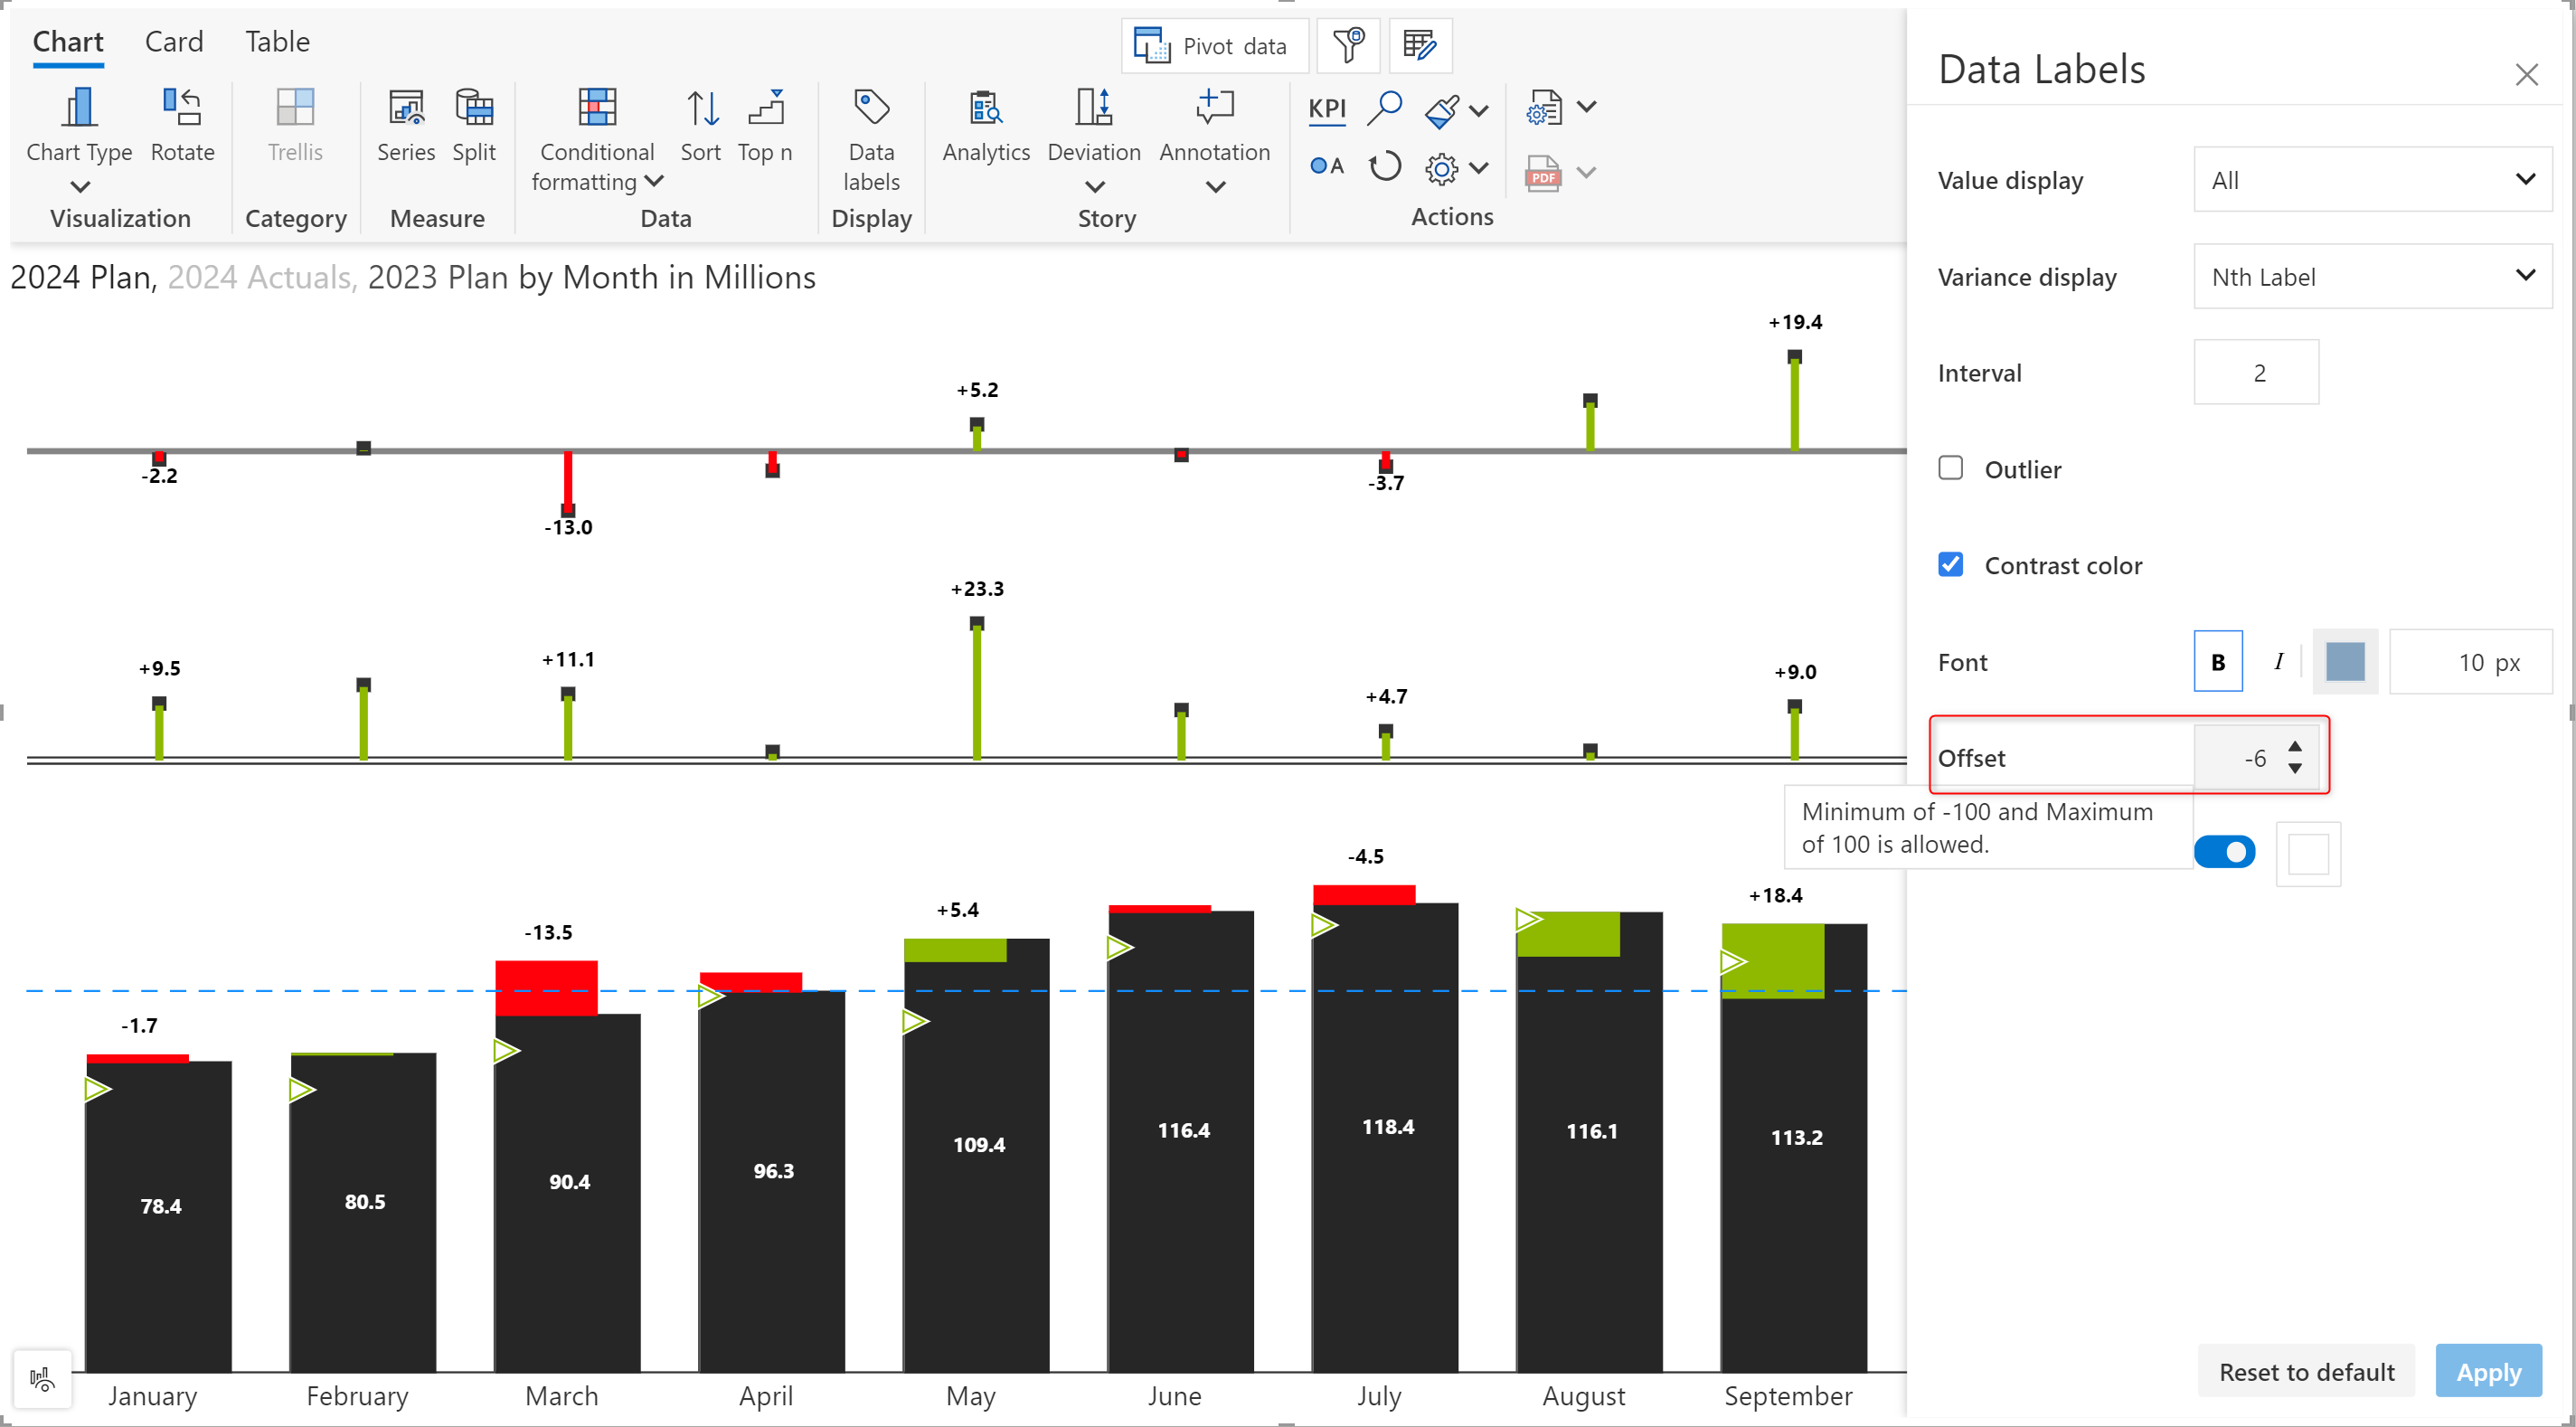 Chart Card Table
Pivot data
Chart Type Rotate
Trellis
Series Split
Conditional
formatting
Sort Top n
Data
labels
Analytics Deviation Annotation
KPI
A
PDF
Visualization Category Measure Data Display Story Actions
2024 Plan, 2024 Actuals, 2023 Plan by Month in Millions
-2.2 -13.0 +5.2 -3.7 +19.4
+9.5 +11.1 +23.3 +4.7 +9.0
-1.7 -13.5 +5.4 -4.5 +18.4
78.4 80.5 90.4 96.3 109.4 116.4 118.4 116.1 113.2
January February March April May June July August September
Data Labels
Value display All
Variance display Nth Label
Interval 2
Outlier
Contrast color
Font B I 10 px
Offset -6
Minimum of -100 and Maximum
of 100 is allowed.
Reset to default Apply